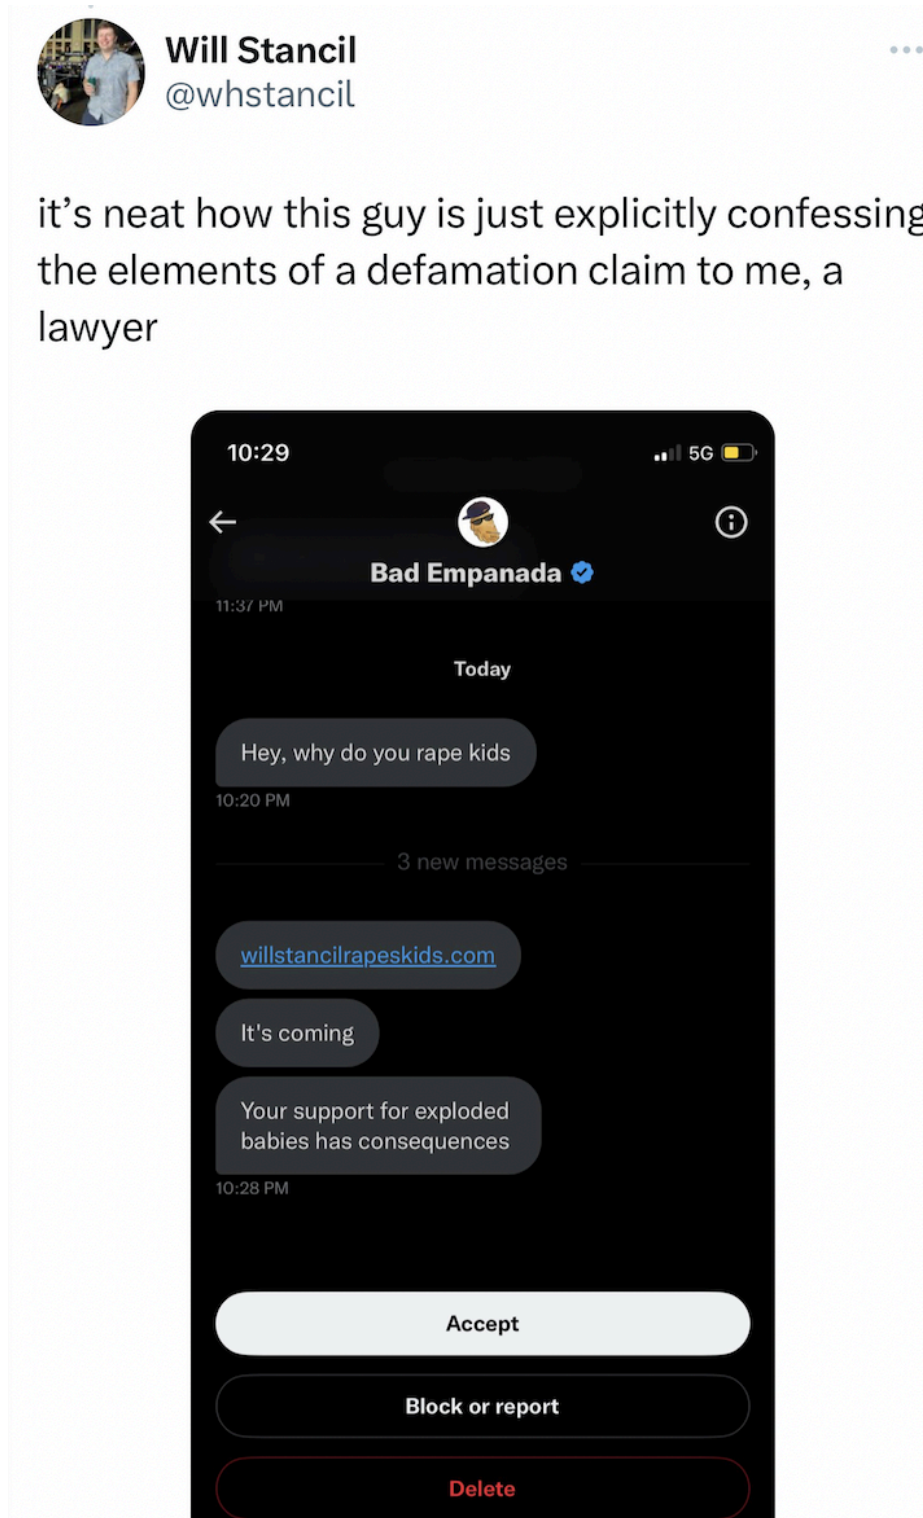 Will Stancil
@whstancil
it’s neat how this guy is just explicitly confessing
the elements of a defamation claim to me, a
lawyer
10:29
5G
Bad Empanada
11:37 PM
Today
Hey, why do you rape kids
10:20 PM
3 new messages
willstancilrapeskids.com
It's coming
Your support for exploded
babies has consequences
10:28 PM
Accept
Block or report
Delete